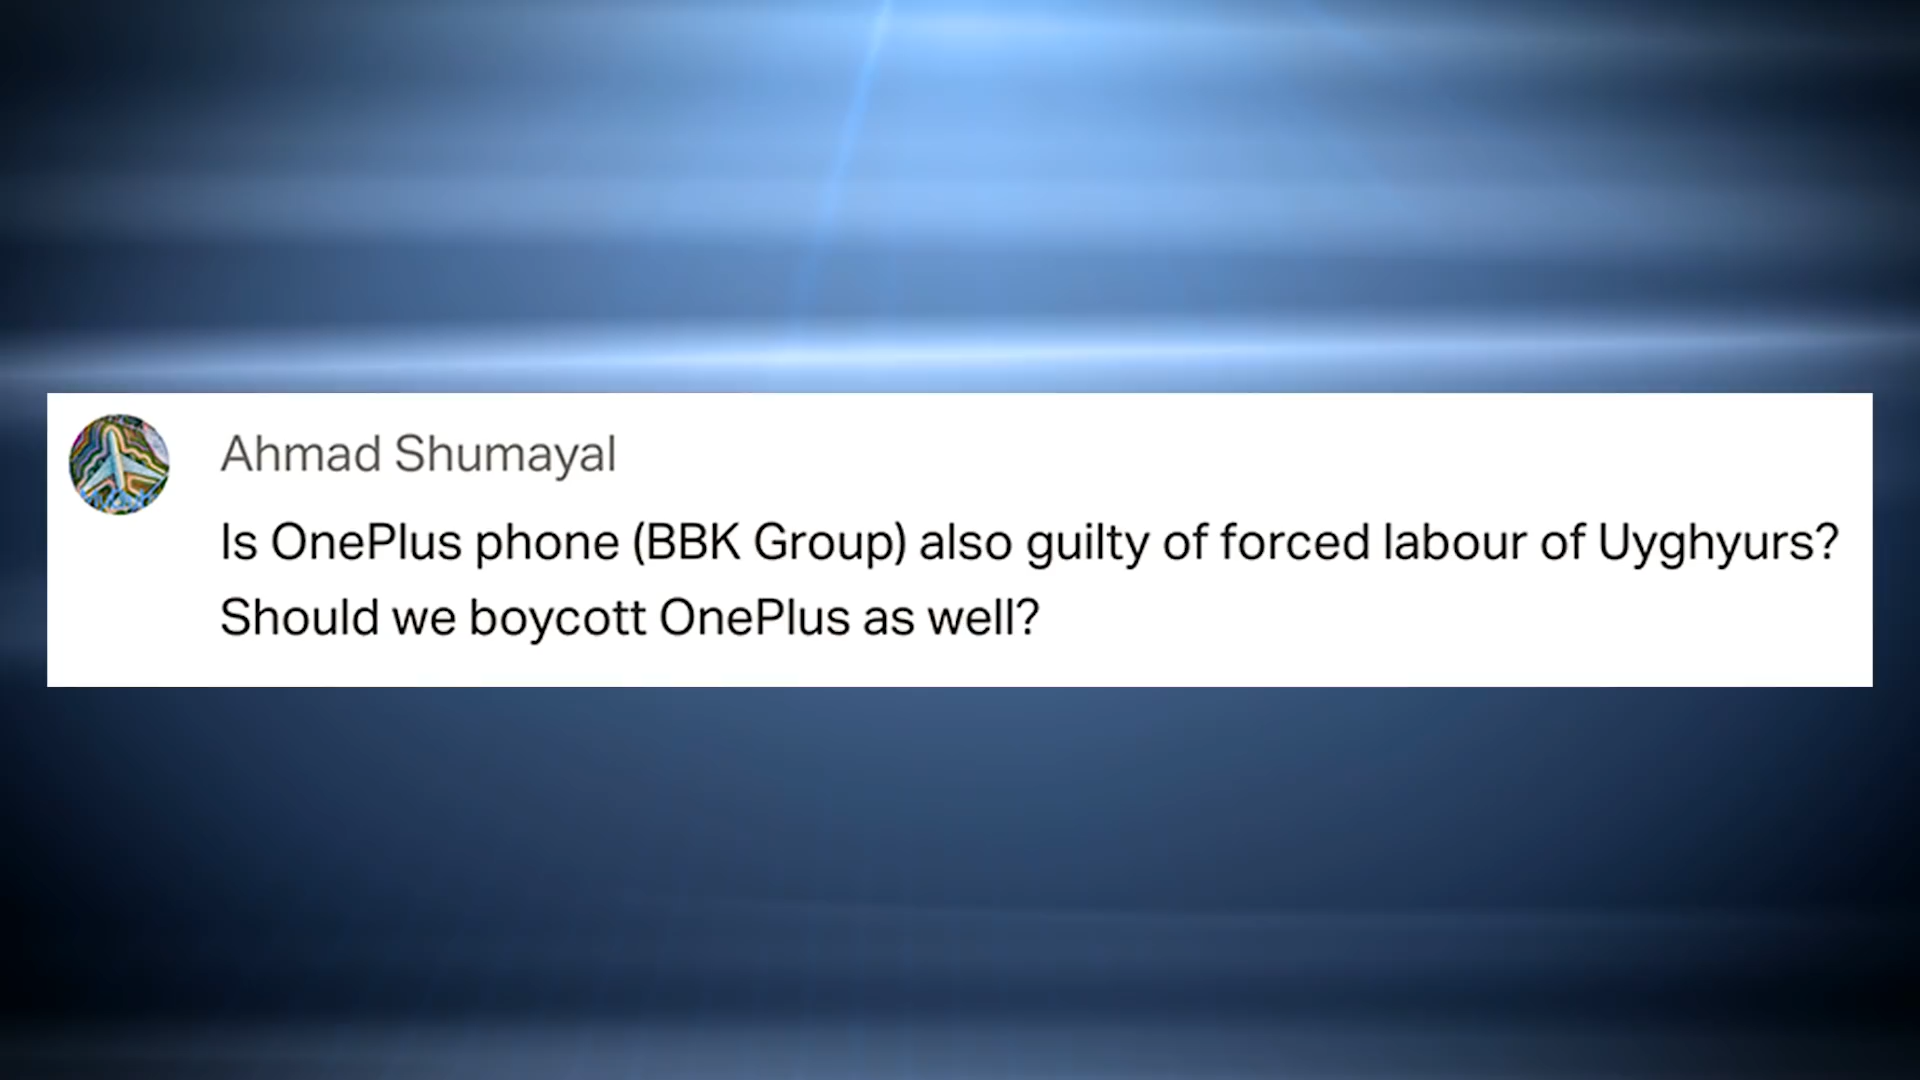 Ahmad Shumayal
Is OnePlus phone (BBK Group) also guilty of forced labour of Uyghyurs?
Should we boycott OnePlus as well?